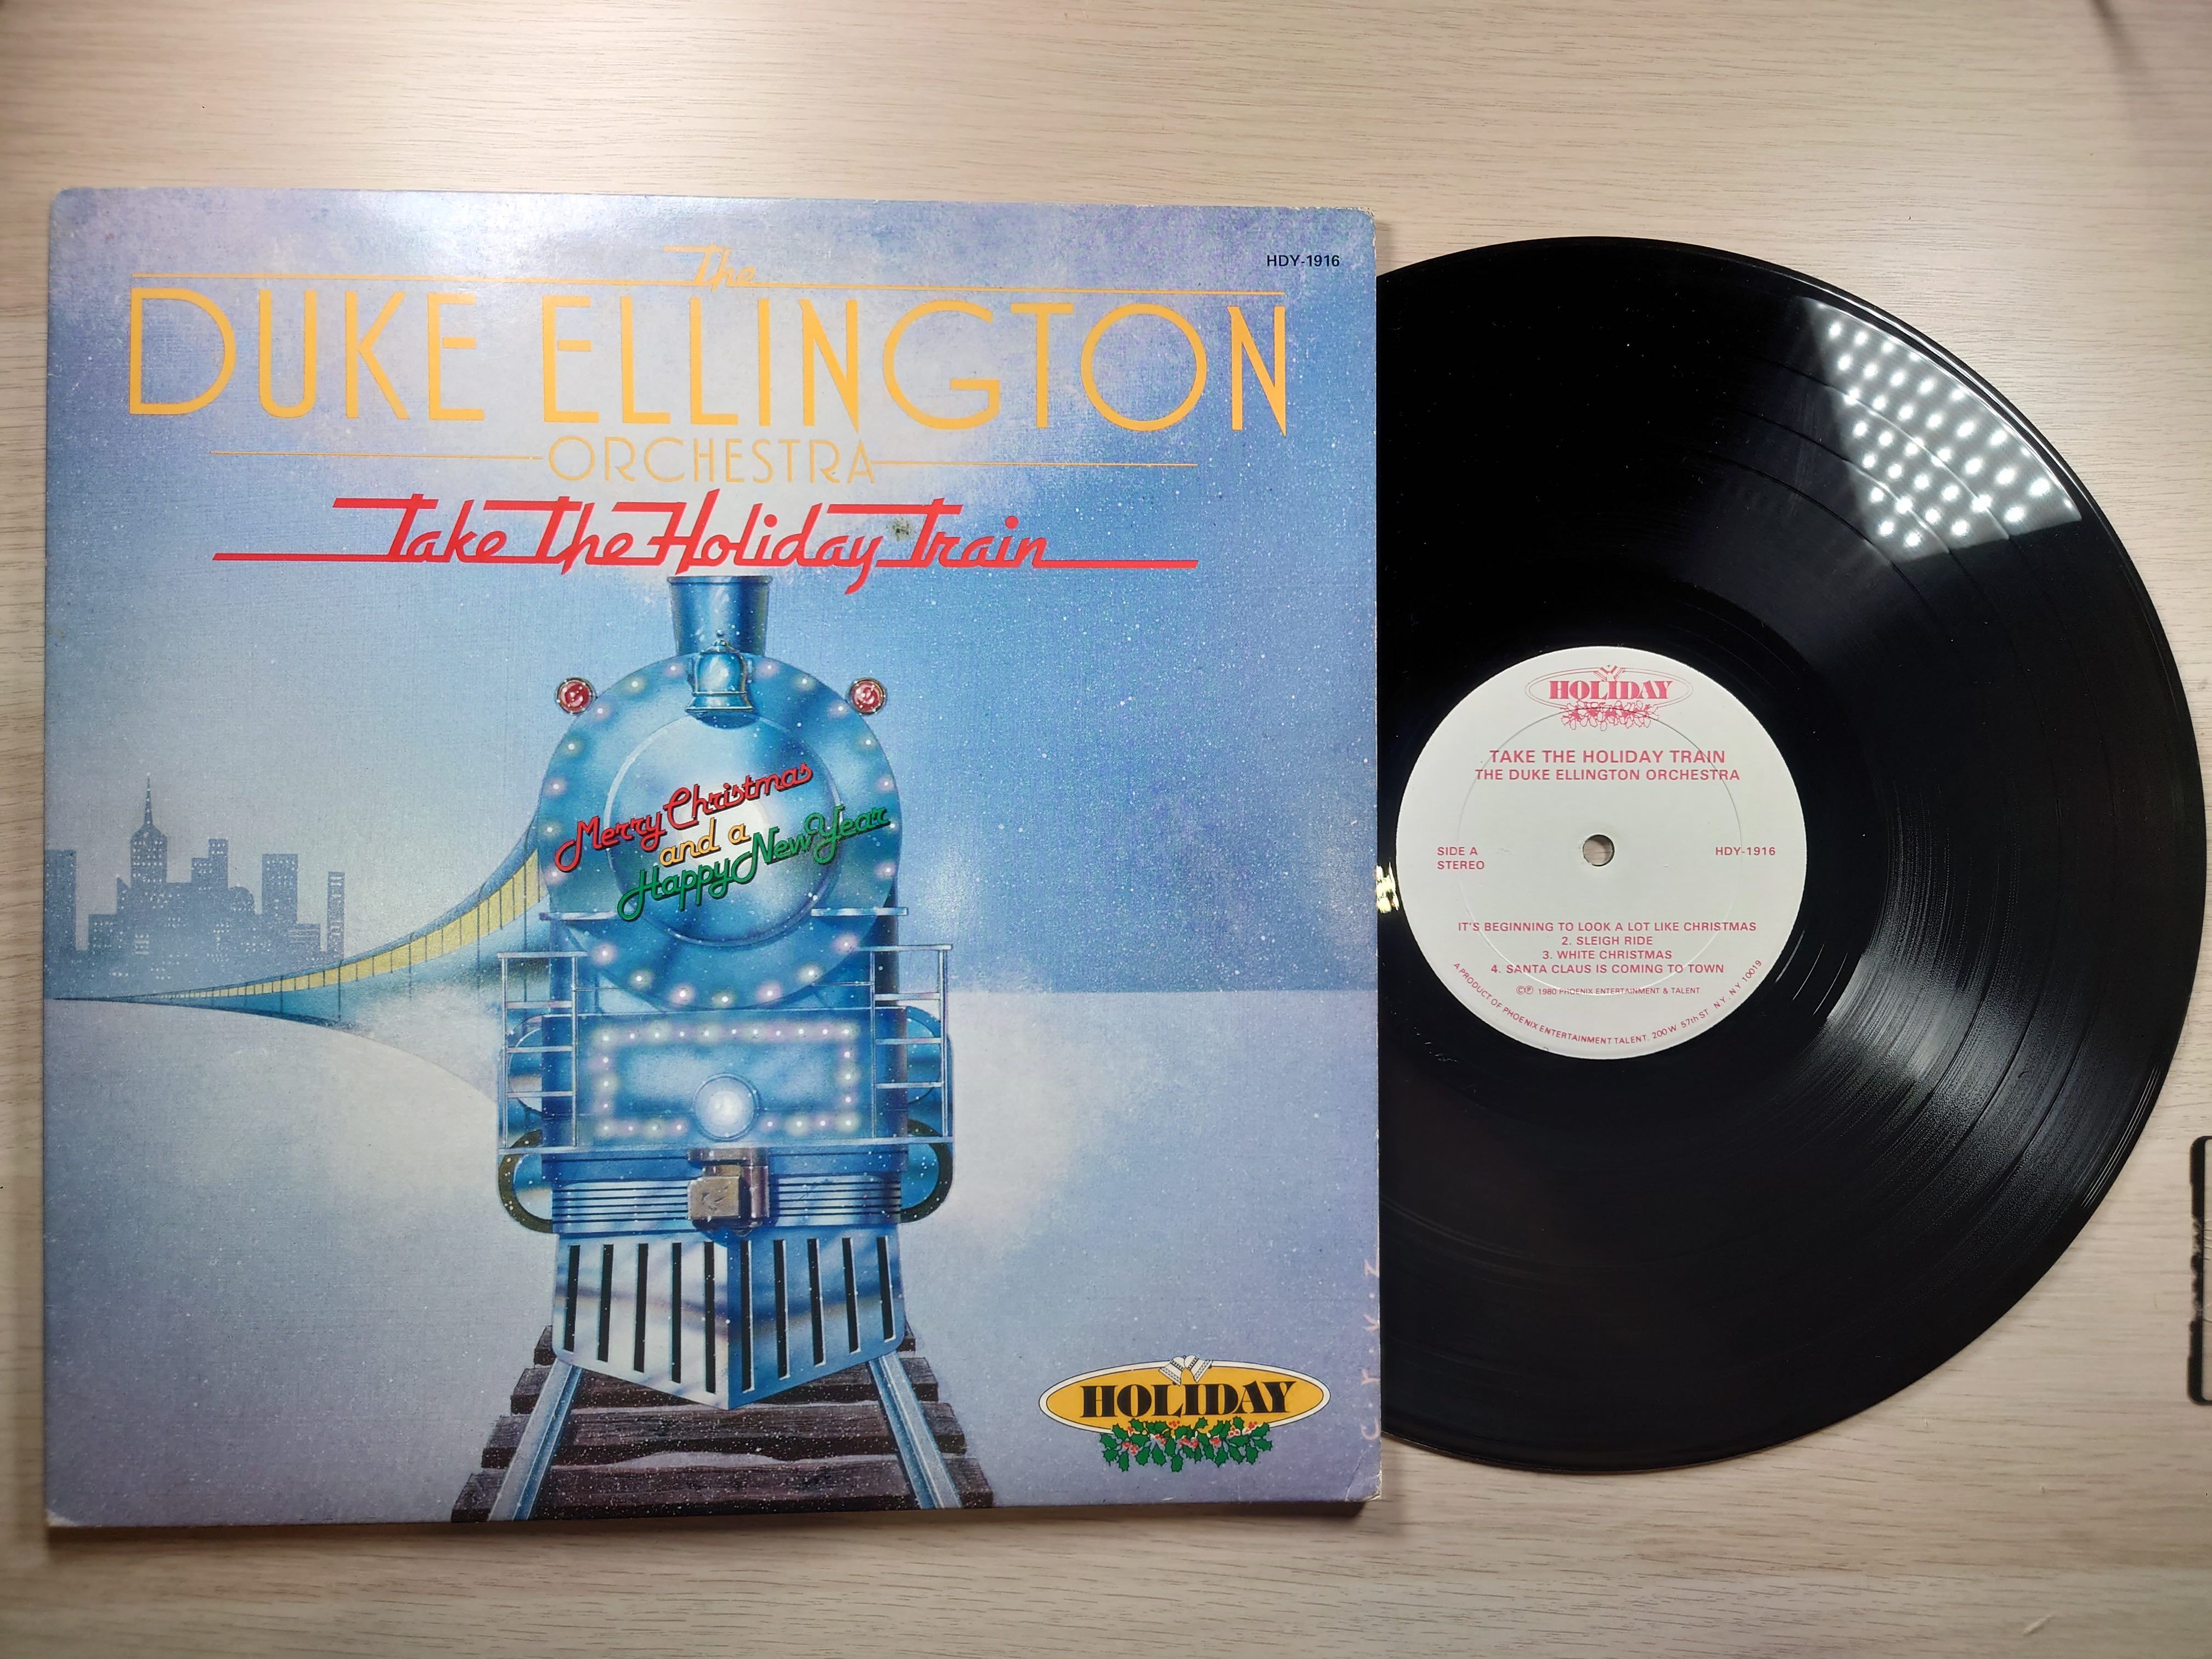 The
HDY-1916
DUKE ELLINGTON
ORCHESTRA
Take The Holiday Train
Merry Christmas
and a
Happy New Year
HOLIDAY
HOLIDAY
TAKE THE HOLIDAY TRAIN
THE DUKE ELLINGTON ORCHESTRA
SIDE A
STEREO
HDY-1916
IT'S BEGINNING TO LOOK A LOT LIKE CHRISTMAS
2. SLEIGH RIDE
3. WHITE CHRISTMAS
4. SANTA CLAUS IS COMING TO TOWN
©℗ 1980 PHOENIX ENTERTAINMENT & TALENT
A PRODUCT OF PHOENIX ENTERTAINMENT TALENT. 200 W. 57th ST. N.Y. N.Y. 10019